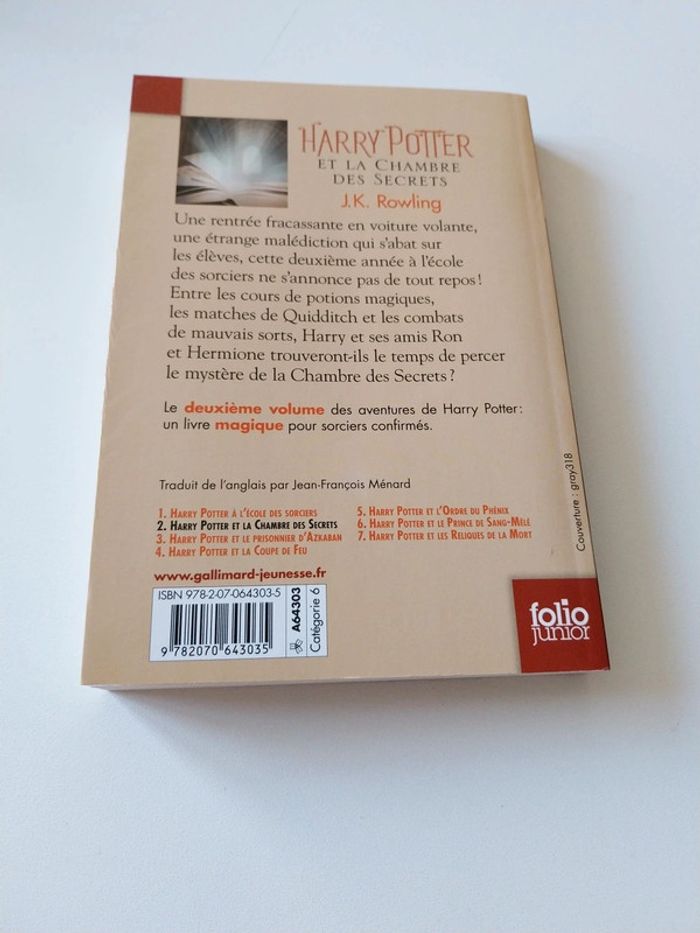 HARRY POTTER
ET LA CHAMBRE
DES SECRETS
J.K. Rowling
Une rentrée fracassante en voiture volante,
une étrange malédiction qui s'abat sur
les élèves, cette deuxième année à l'école
des sorciers ne s'annonce pas de tout repos !
Entre les cours de potions magiques,
les matches de Quidditch et les combats
de mauvais sorts, Harry et ses amis Ron
et Hermione trouveront-ils le temps de percer
le mystère de la Chambre des Secrets ?
Le deuxième volume des aventures de Harry Potter :
un livre magique pour sorciers confirmés.
Traduit de l'anglais par Jean-François Ménard
1. HARRY POTTER À L'ÉCOLE DES SORCIERS
2. HARRY POTTER ET LA CHAMBRE DES SECRETS
3. HARRY POTTER ET LE PRISONNIER D'AZKABAN
4. HARRY POTTER ET LA COUPE DE FEU
5. HARRY POTTER ET L'ORDRE DU PHÉNIX
6. HARRY POTTER ET LE PRINCE DE SANG-MÊLÉ
7. HARRY POTTER ET LES RELIQUES DE LA MORT
www.gallimard-jeunesse.fr
ISBN 978-2-07-064303-5
9 782070 643035
A64303
Catégorie 6
Couverture : gray318
folio
junior